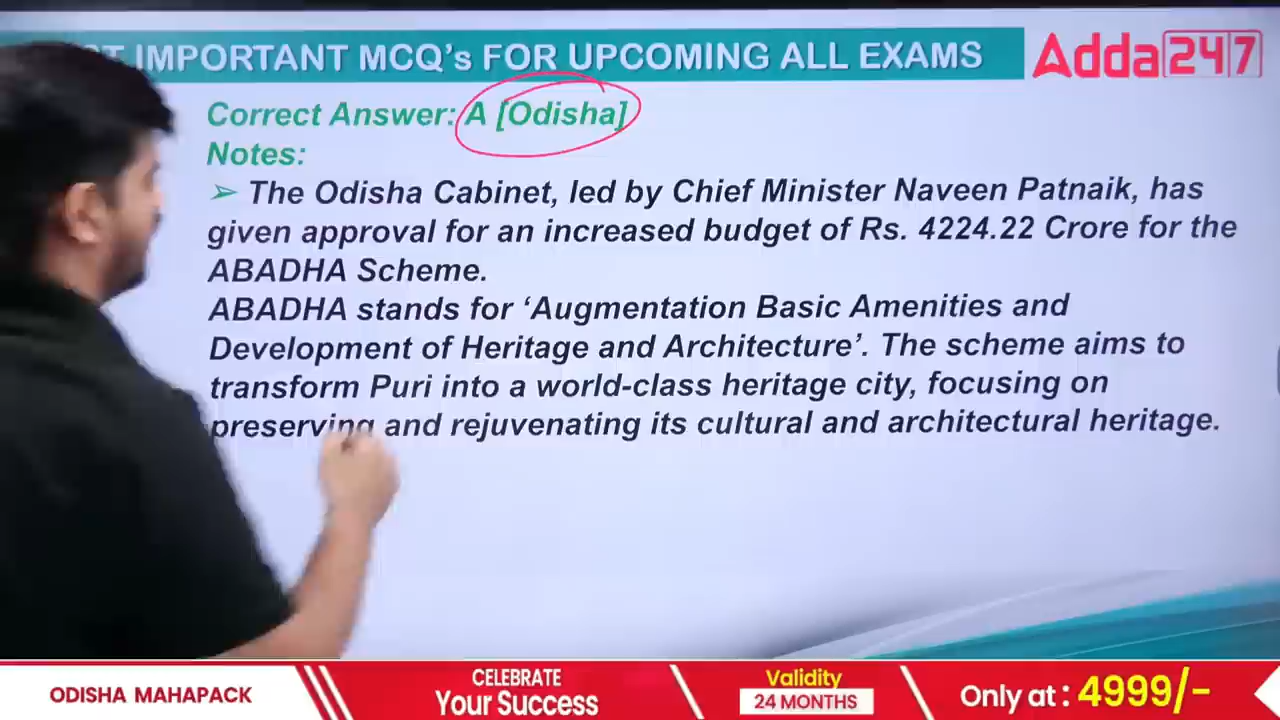 IMPORTANT MCQ's FOR UPCOMING ALL EXAMS
Adda247
Correct Answer: A [Odisha]
Notes:
➢ The Odisha Cabinet, led by Chief Minister Naveen Patnaik, has
given approval for an increased budget of Rs. 4224.22 Crore for the
ABADHA Scheme.
ABADHA stands for ‘Augmentation Basic Amenities and
Development of Heritage and Architecture’. The scheme aims to
transform Puri into a world-class heritage city, focusing on
preserving and rejuvenating its cultural and architectural heritage.
ODISHA MAHAPACK
CELEBRATE
Your Success
Validity
24 MONTHS
Only at : 4999/-